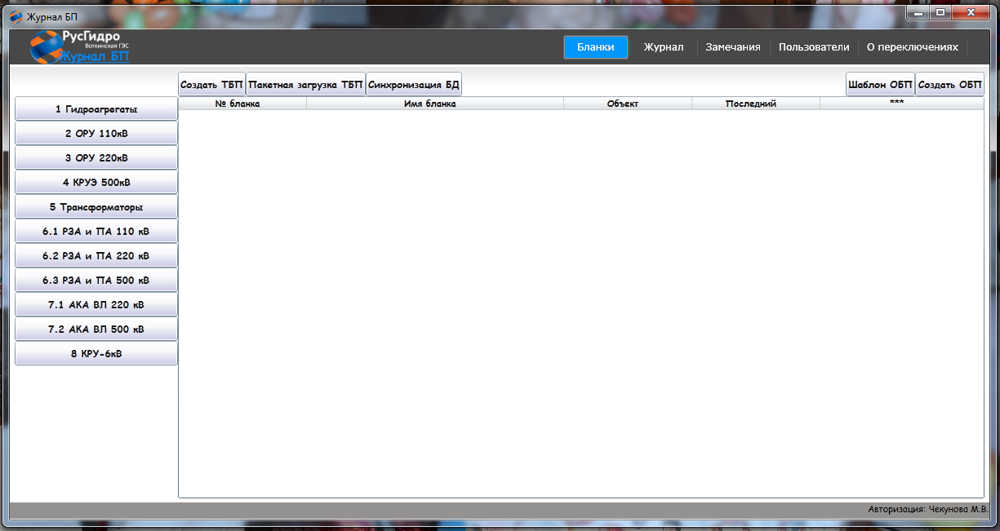 Журнал БП
РусГидро
Воткинская ГЭС
Журнал БП
Бланки Журнал Замечания Пользователи О переключениях
Создать ТБП Пакетная загрузка ТБП Синхронизация БД Шаблон ОБП Создать ОБП
№ бланка Имя бланка Объект Последний ***
1 Гидроагрегаты
2 ОРУ 110кВ
3 ОРУ 220кВ
4 КРУЭ 500кВ
5 Трансформаторы
6.1 РЗА и ПА 110 кВ
6.2 РЗА и ПА 220 кВ
6.3 РЗА и ПА 500 кВ
7.1 АКА ВЛ 220 кВ
7.2 АКА ВЛ 500 кВ
8 КРУ-6кВ
Авторизация: Чекунова М.В.